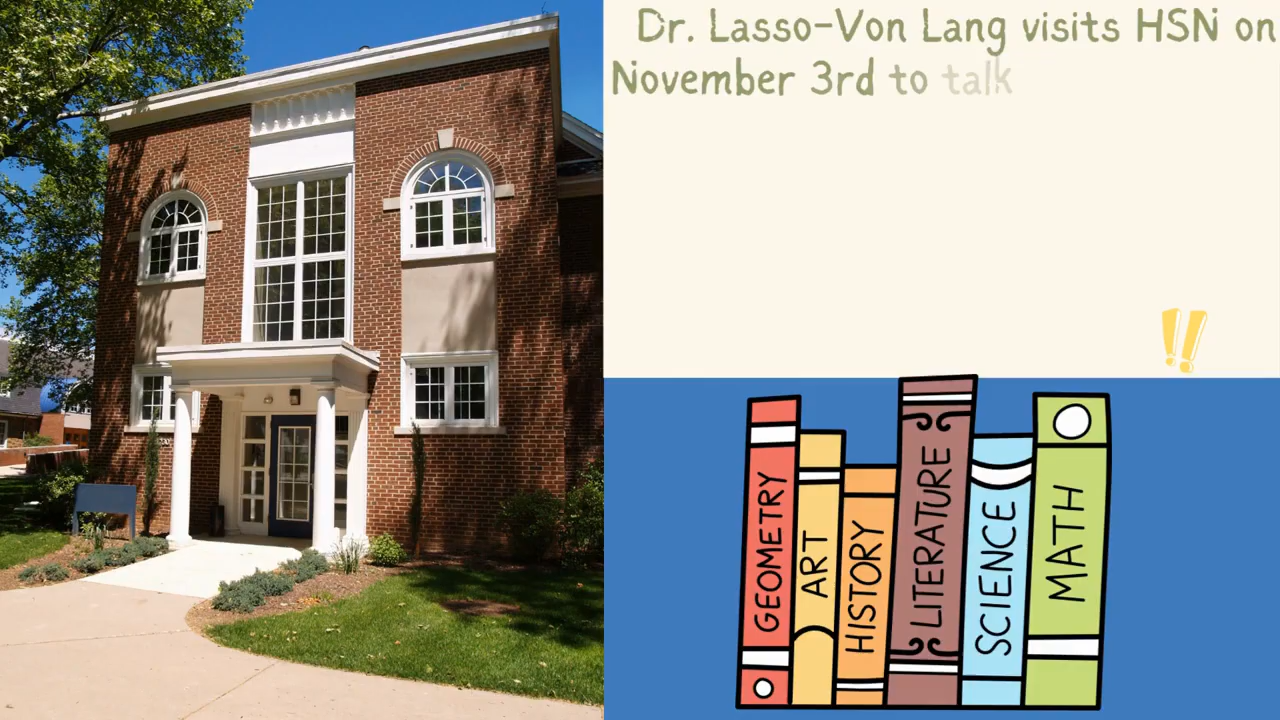 Dr. Lasso-Von Lang visits HSN on
November 3rd to talk
!!
GEOMETRY
ART
HISTORY
LITERATURE
SCIENCE
MATH